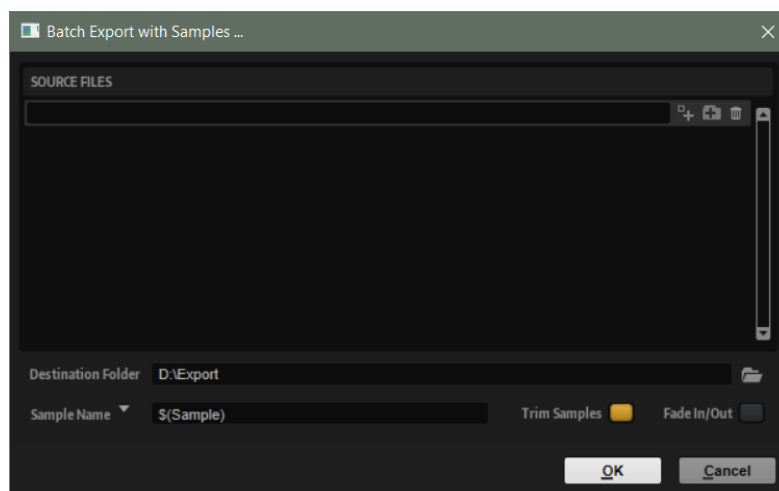 Batch Export with Samples ...
SOURCE FILES
Destination Folder D:\Export
Sample Name $(Sample) Trim Samples Fade In/Out
OK Cancel